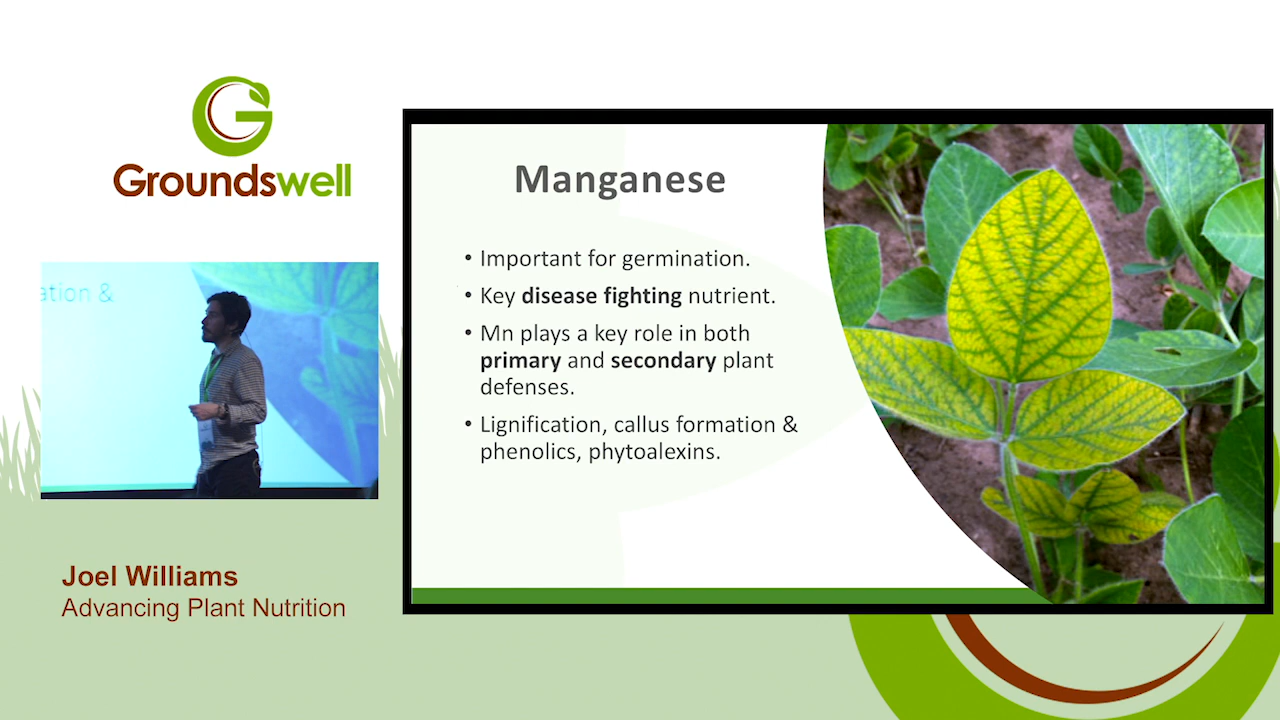 Groundswell
ation &
Joel Williams
Advancing Plant Nutrition
Manganese
• Important for germination.
• Key disease fighting nutrient.
• Mn plays a key role in both
primary and secondary plant
defenses.
• Lignification, callus formation &
phenolics, phytoalexins.